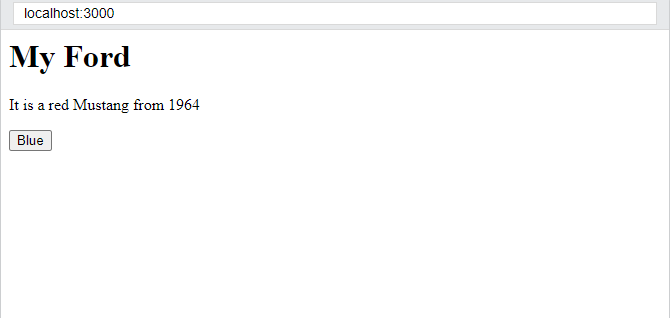 localhost:3000
My Ford
It is a red Mustang from 1964
Blue